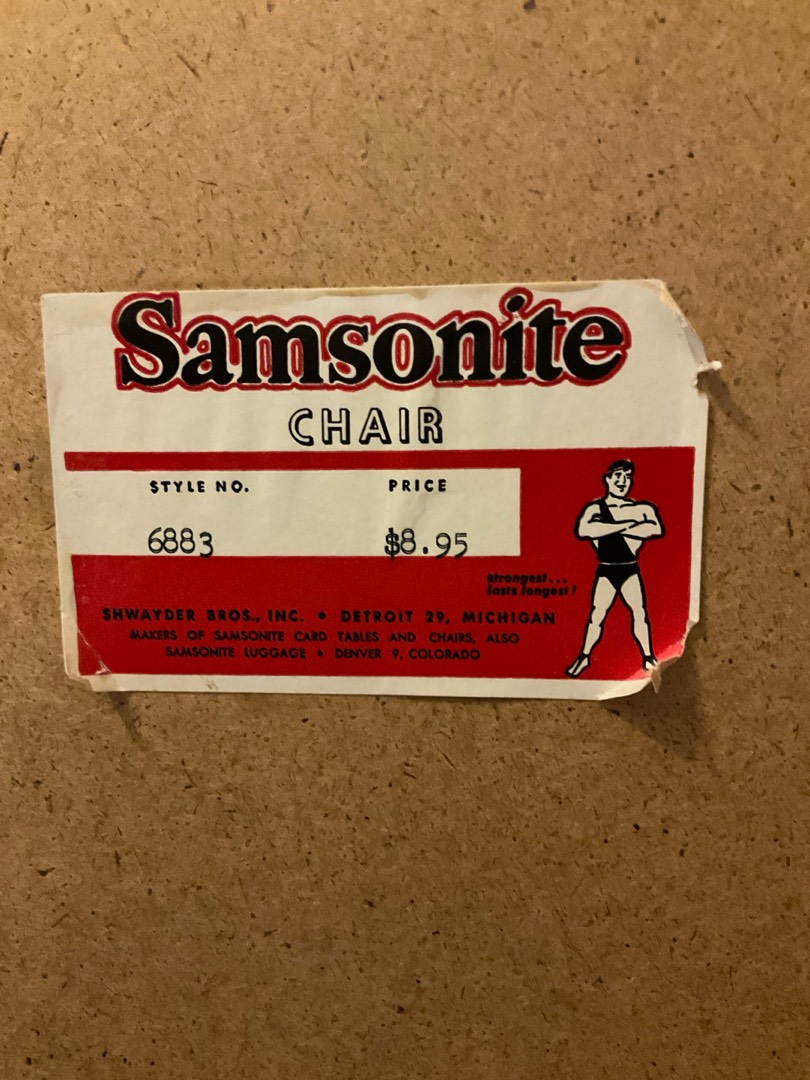 Samsonite
CHAIR
STYLE NO. PRICE
6883 $8.95
strongest...
lasts longest!
SHWAYDER BROS., INC. • DETROIT 29, MICHIGAN
MAKERS OF SAMSONITE CARD TABLES AND CHAIRS, ALSO
SAMSONITE LUGGAGE • DENVER 9, COLORADO